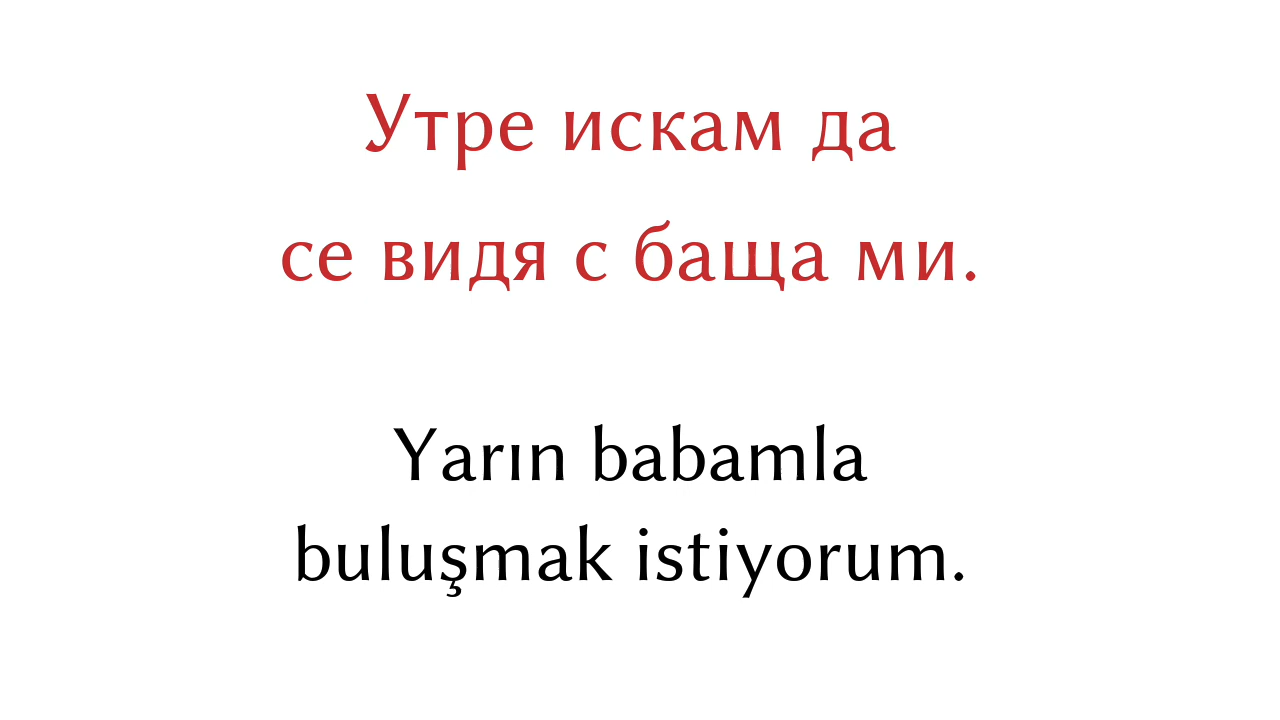 Утре искам да
се видя с баща ми.
Yarın babamla
buluşmak istiyorum.